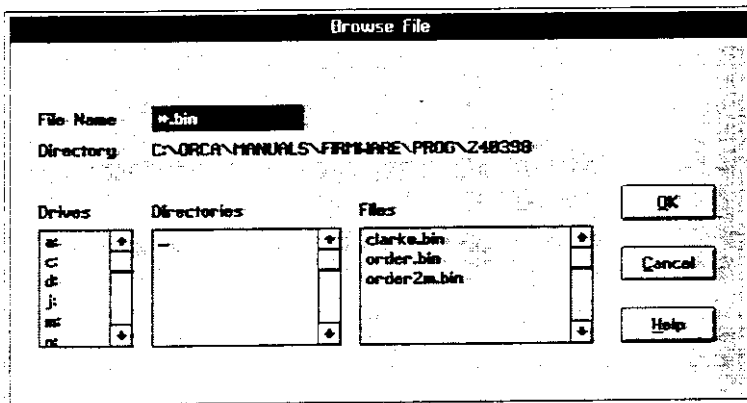 Browse File
File Name *.bin
Directory C:\ORCA\MANUALS\FIRMWARE\PROG\Z40398
Drives Directories Files
a:
c:
d:
j:
m:
n:
clarke.bin
order.bin
order2m.bin
OK
Cancel
Help